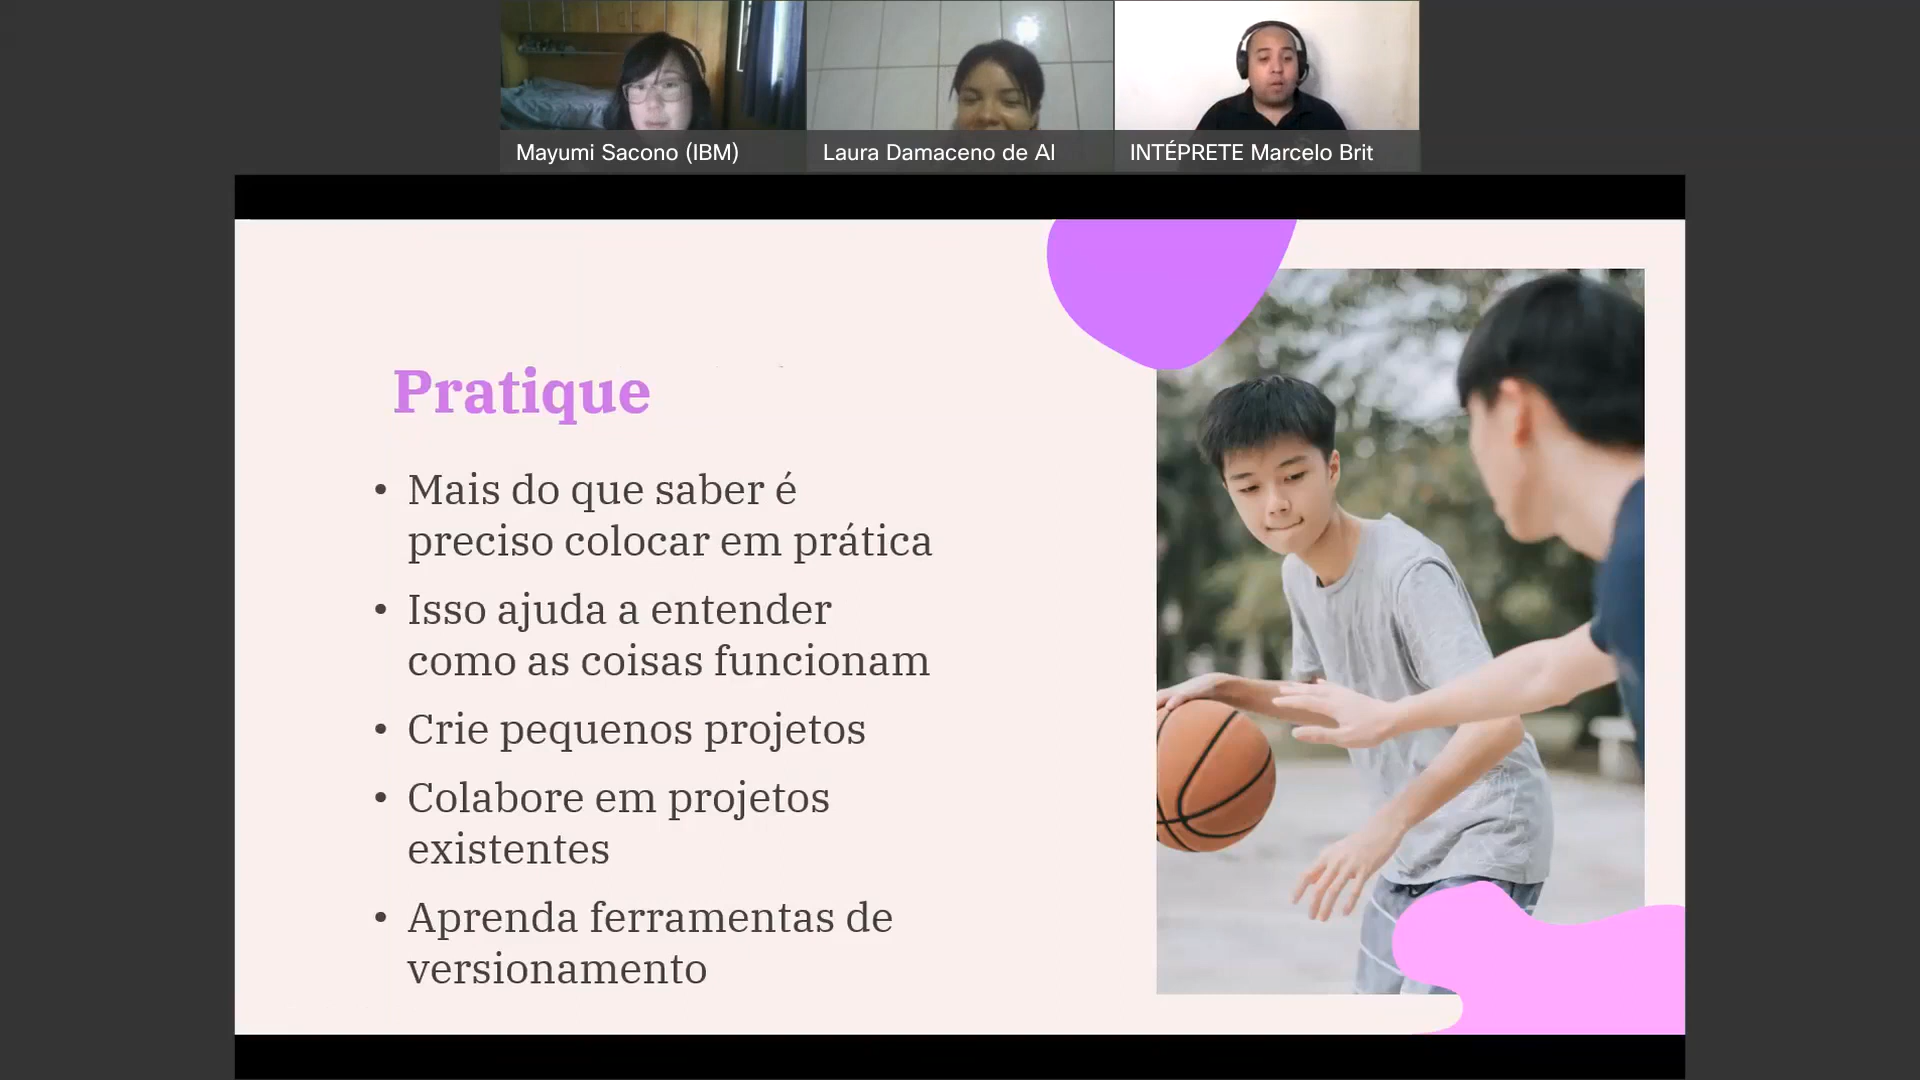 Mayumi Sacono (IBM)
Laura Damaceno de Al
INTÉPRETE Marcelo Brit
Pratique
• Mais do que saber é
preciso colocar em prática
• Isso ajuda a entender
como as coisas funcionam
• Crie pequenos projetos
• Colabore em projetos
existentes
• Aprenda ferramentas de
versionamento